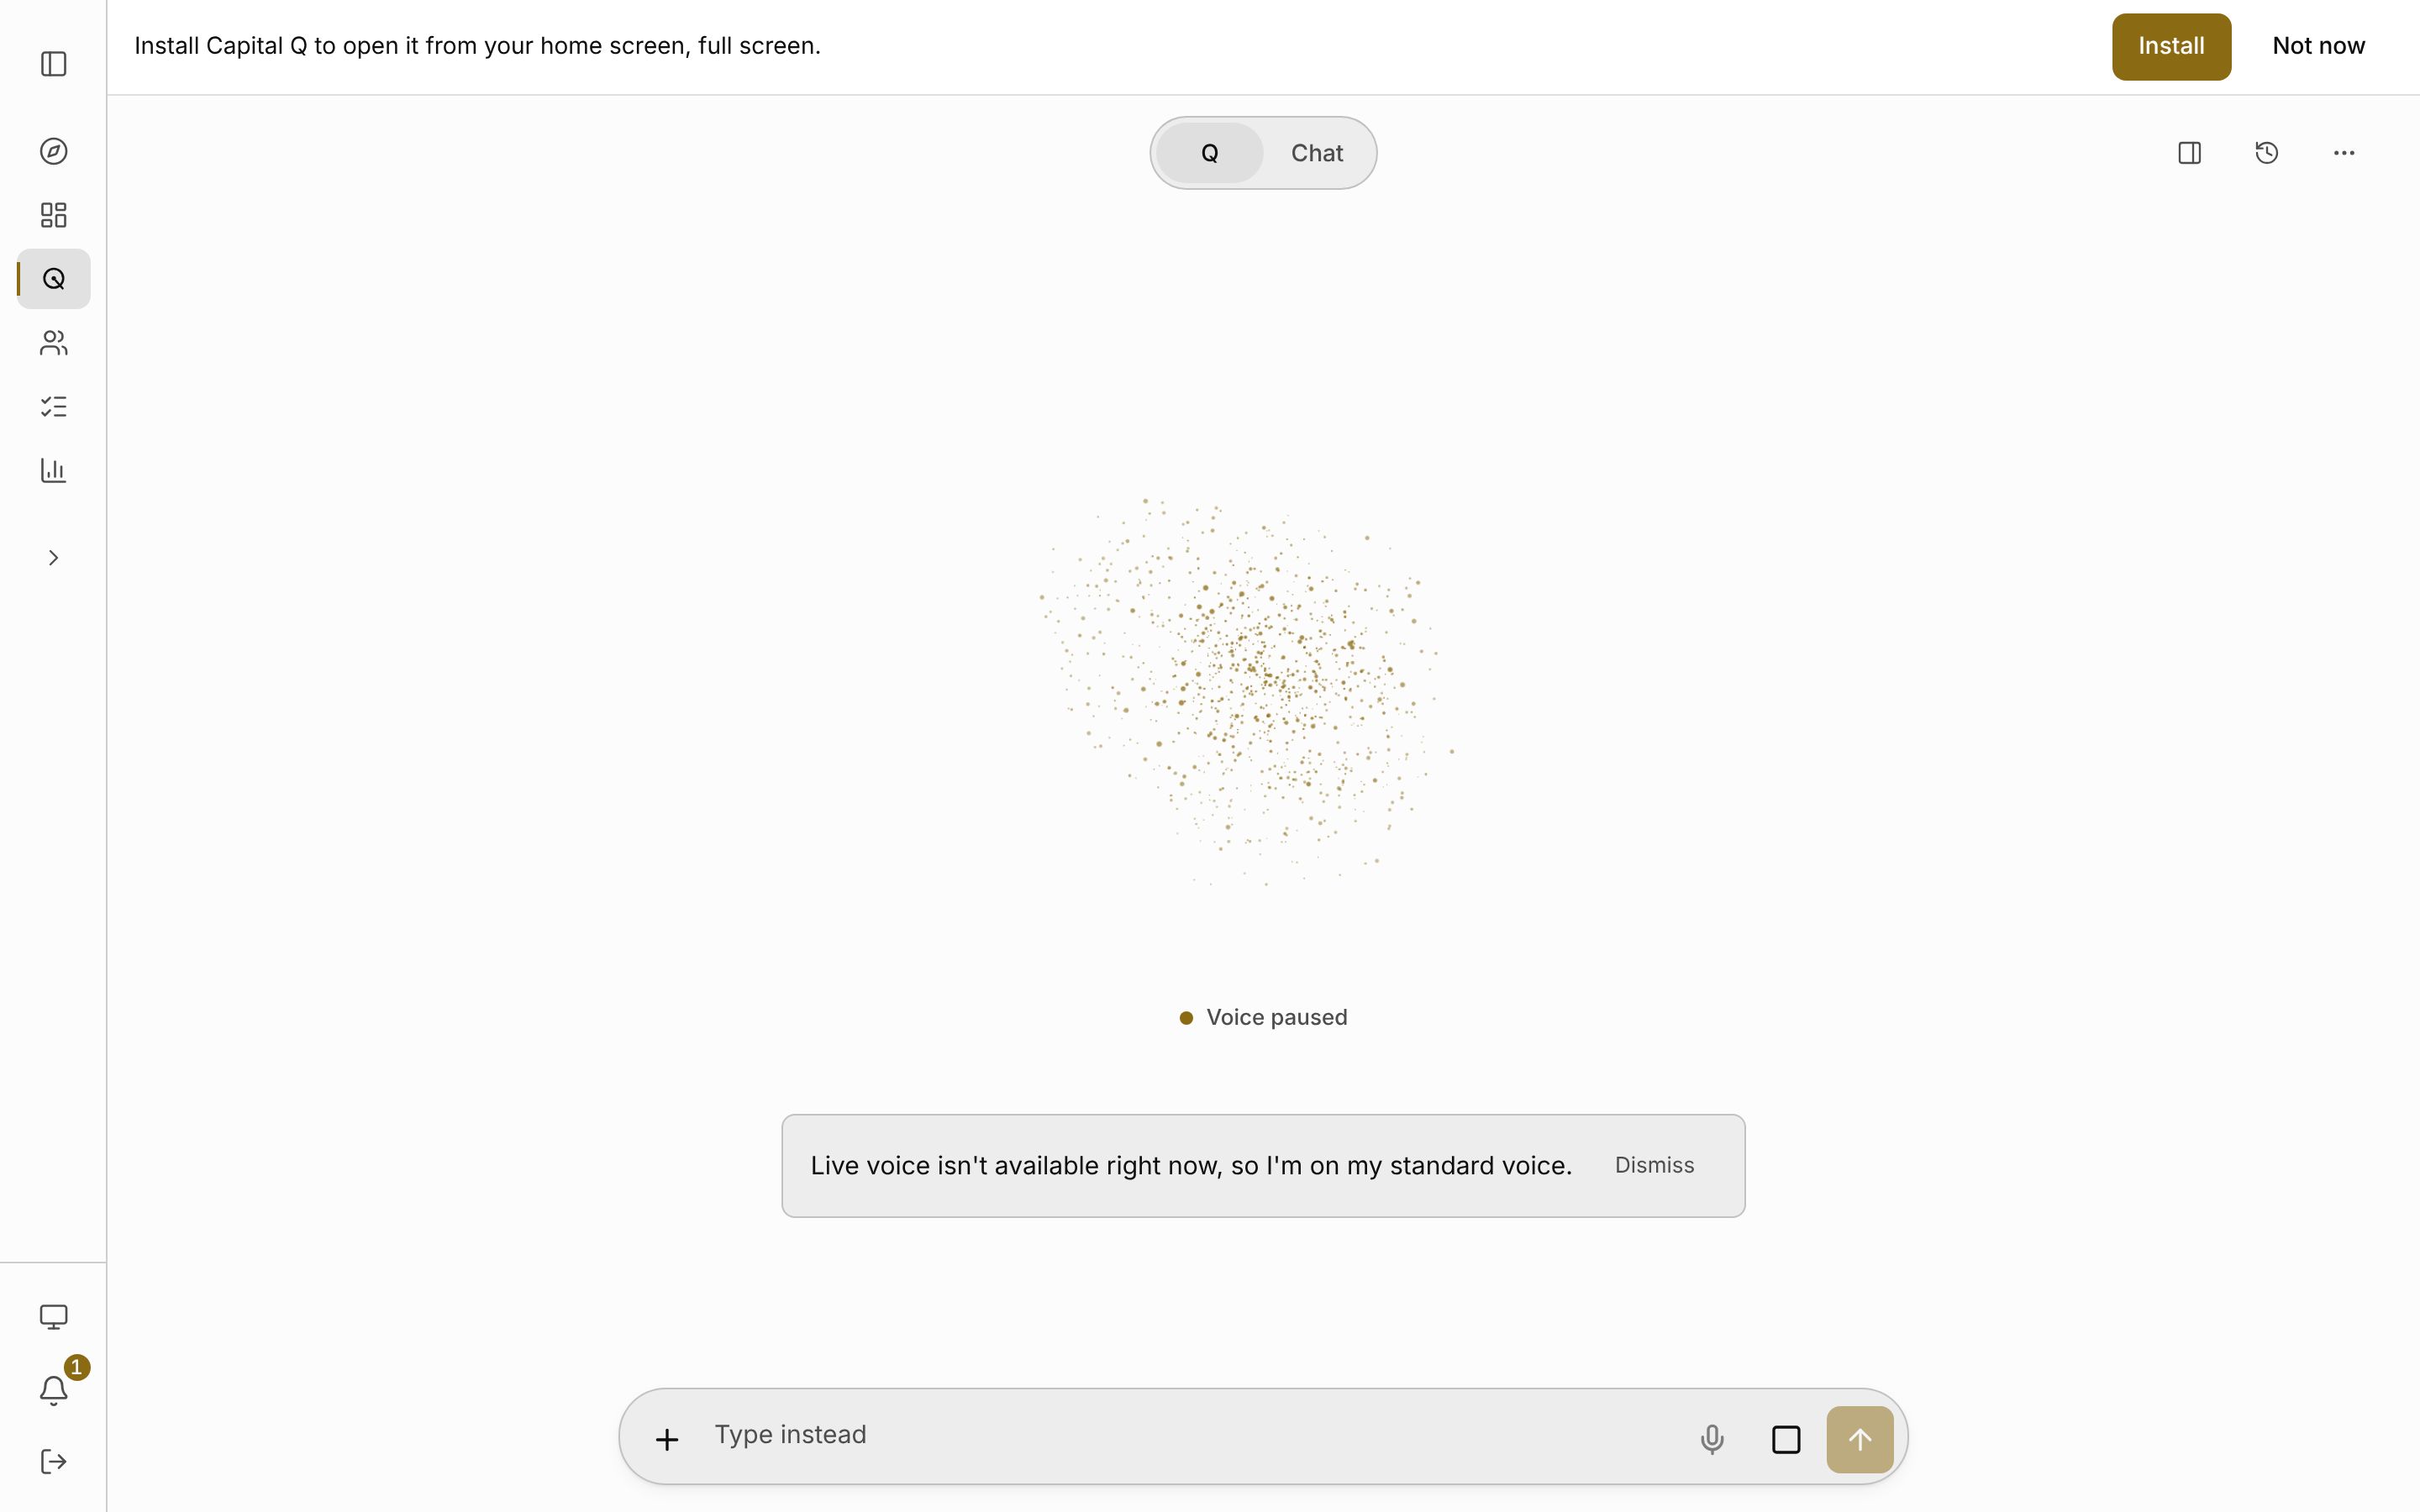 Install Capital Q to open it from your home screen, full screen.
Install
Not now
Q
Chat
Voice paused
Live voice isn't available right now, so I'm on my standard voice.
Dismiss
1
Type instead